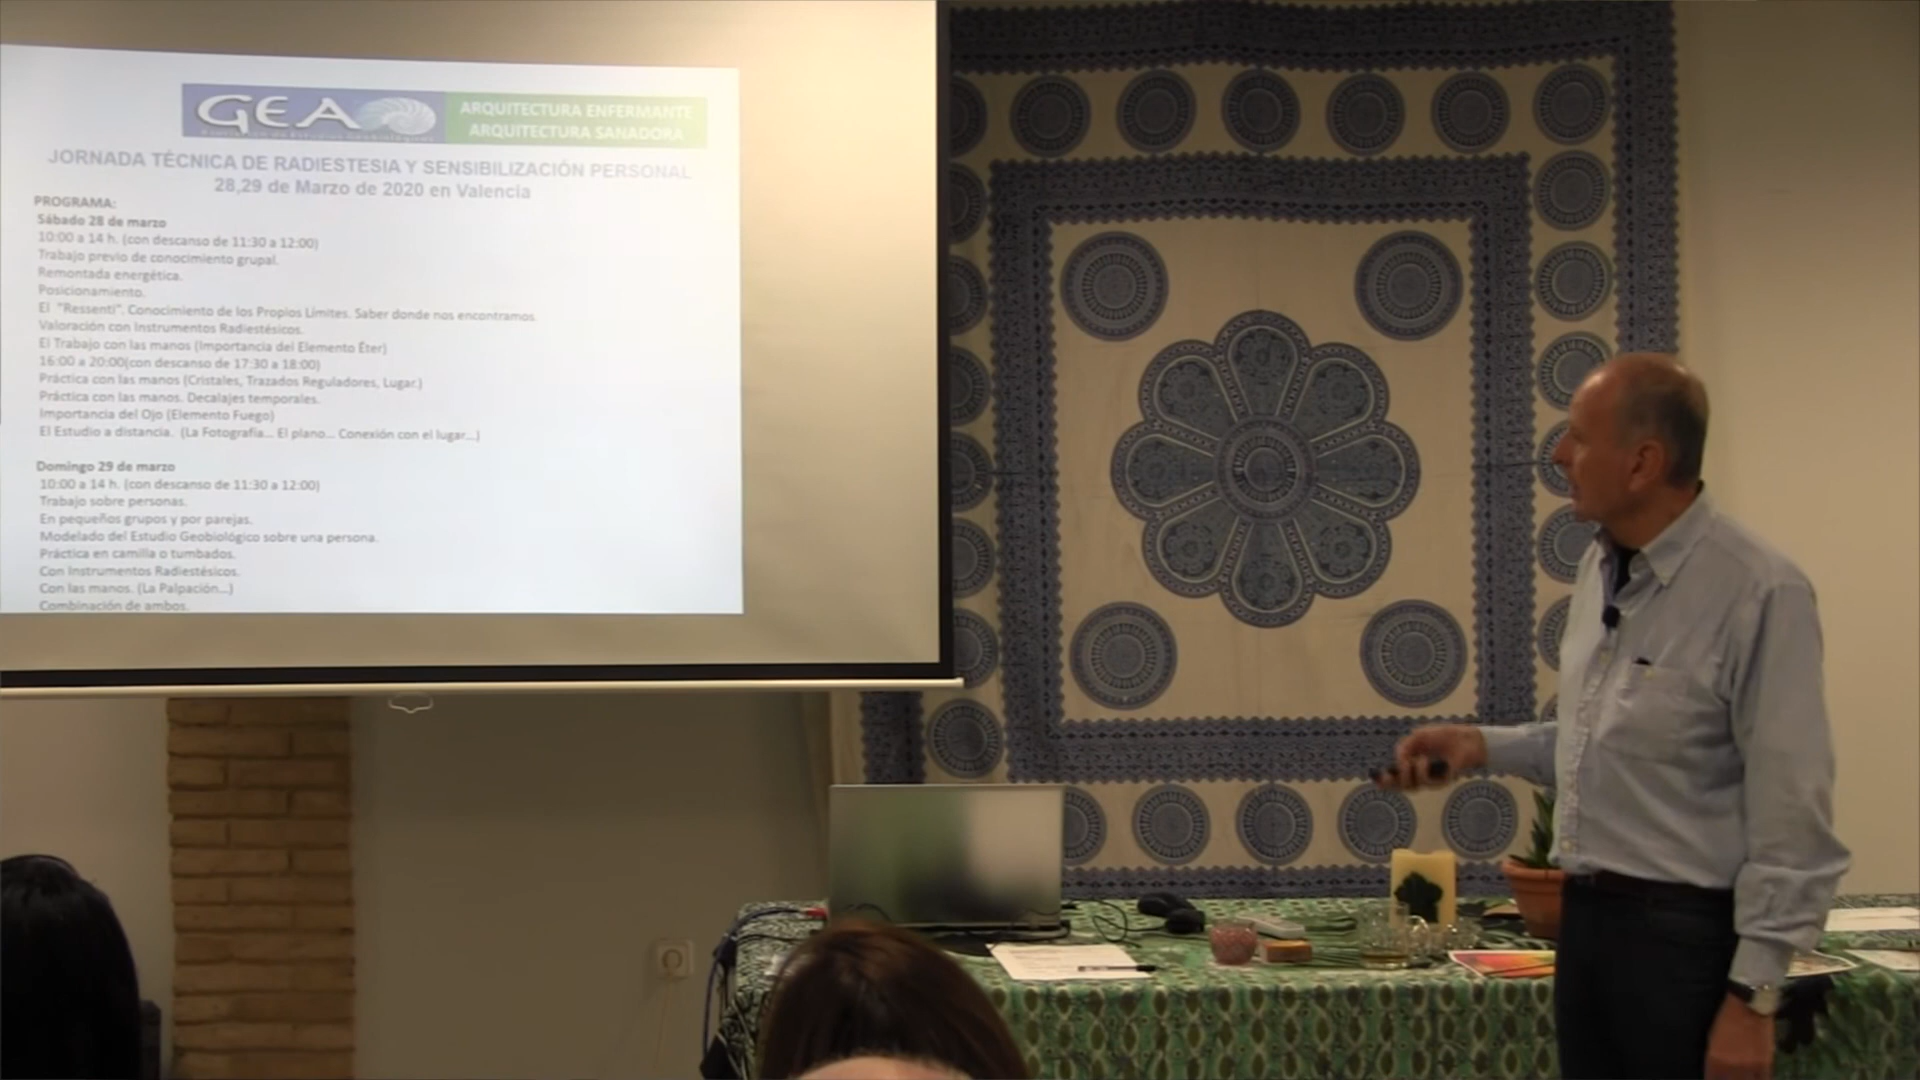 GEA
Asociación de Estudios Geobiológicos
ARQUITECTURA ENFERMANTE
ARQUITECTURA SANADORA
JORNADA TÉCNICA DE RADIESTESIA Y SENSIBILIZACIÓN PERSONAL
28,29 de Marzo de 2020 en Valencia
PROGRAMA:
Sábado 28 de marzo
10:00 a 14 h. (con descanso de 11:30 a 12:00)
Trabajo previo de conocimiento grupal.
Remontada energética.
Posicionamiento.
El "Ressenti". Conocimiento de los Propios Límites. Saber donde nos encontramos.
Valoración con Instrumentos Radiestésicos.
El Trabajo con las manos (Importancia del Elemento Éter)
16:00 a 20:00(con descanso de 17:30 a 18:00)
Práctica con las manos (Cristales, Trazados Reguladores, Lugar.)
Práctica con las manos. Decalajes temporales.
Importancia del Ojo (Elemento Fuego)
El Estudio a distancia. (La Fotografía... El plano... Conexión con el lugar...)
Domingo 29 de marzo
10:00 a 14 h. (con descanso de 11:30 a 12:00)
Trabajo sobre personas.
En pequeños grupos y por parejas.
Modelado del Estudio Geobiológico sobre una persona.
Práctica en camilla o tumbados.
Con Instrumentos Radiestésicos.
Con las manos. (La Palpación...)
Combinación de ambos.